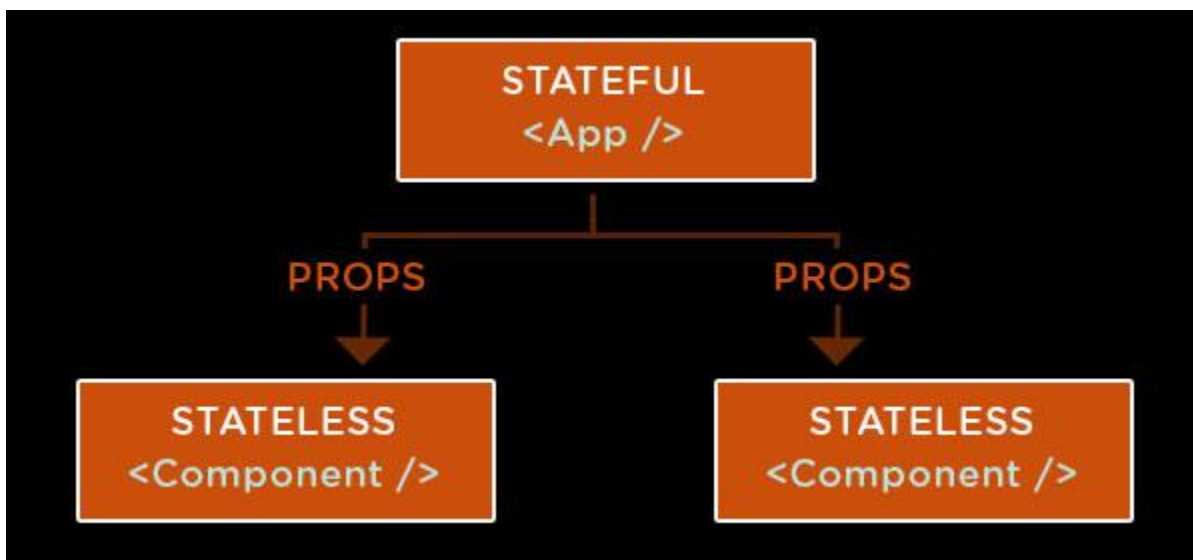 STATEFUL
<App />
PROPS
PROPS
STATELESS
<Component />
STATELESS
<Component />